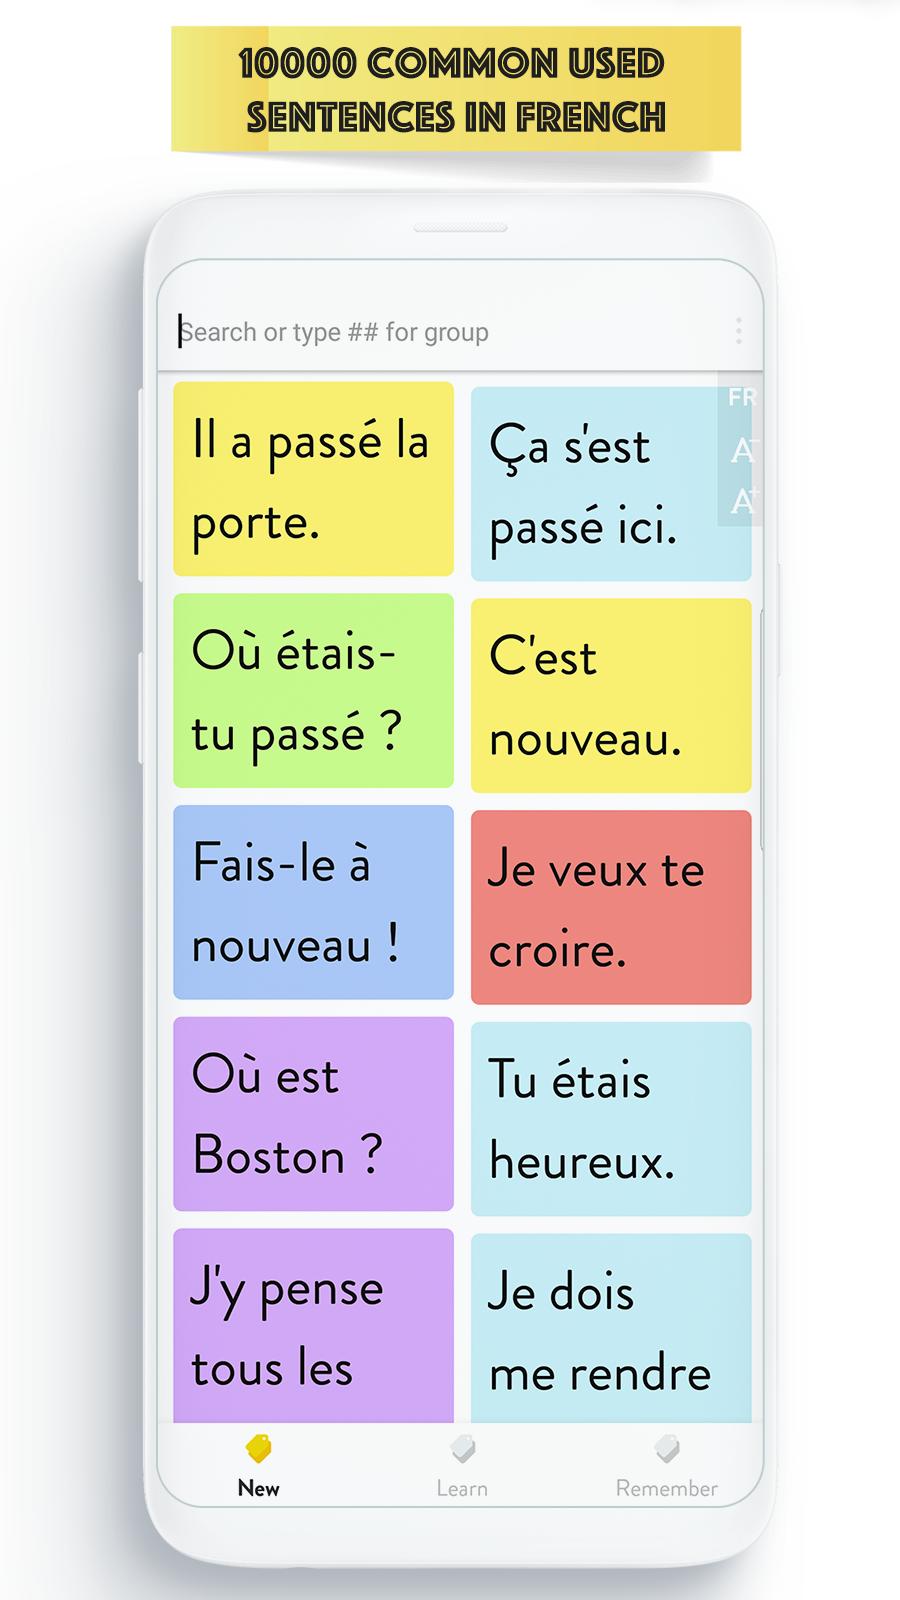 10000 COMMON USED
SENTENCES IN FRENCH
Search or type ## for group
FR
A-
A+
Il a passé la
porte.
Ça s'est
passé ici.
Où étais-
tu passé ?
C'est
nouveau.
Fais-le à
nouveau !
Je veux te
croire.
Où est
Boston ?
Tu étais
heureux.
J'y pense
tous les
Je dois
me rendre
New
Learn
Remember